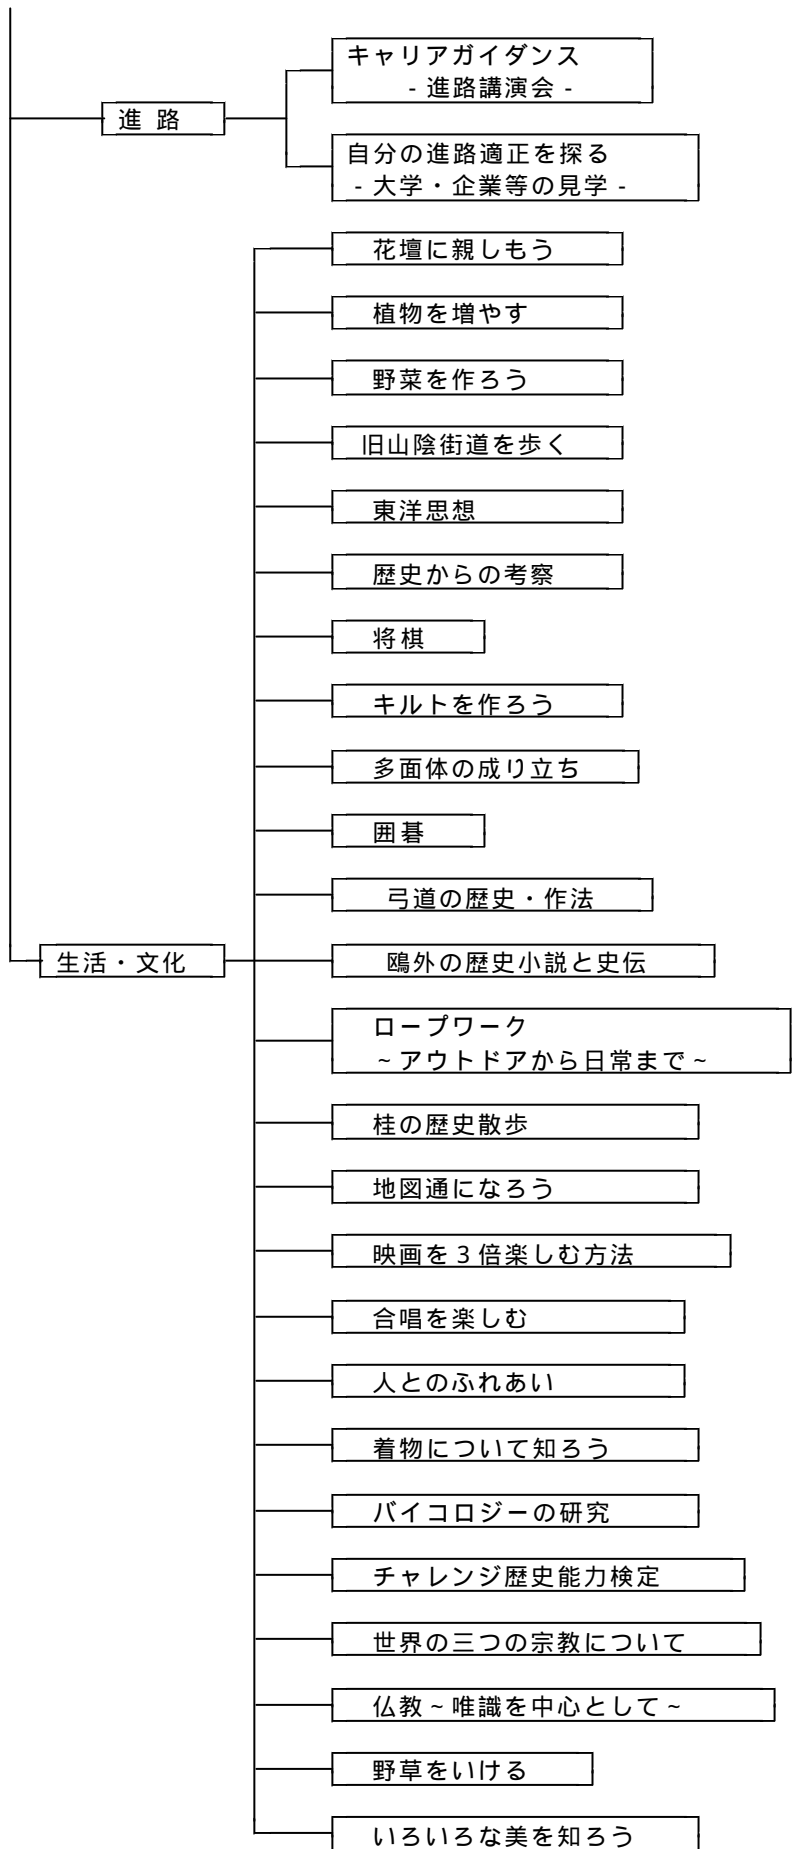 キャリアガイダンス
- 進路講演会 -
進 路
自分の進路適正を探る
- 大学・企業等の見学 -
花壇に親しもう
植物を増やす
野菜を作ろう
旧山陰街道を歩く
東洋思想
歴史からの考察
将棋
キルトを作ろう
多面体の成り立ち
囲碁
弓道の歴史・作法
生活・文化
鴎外の歴史小説と史伝
ロープワーク
~アウトドアから日常まで~
桂の歴史散歩
地図通になろう
映画を3倍楽しむ方法
合唱を楽しむ
人とのふれあい
着物について知ろう
バイコロジーの研究
チャレンジ歴史能力検定
世界の三つの宗教について
仏教~唯識を中心として~
野草をいける
いろいろな美を知ろう